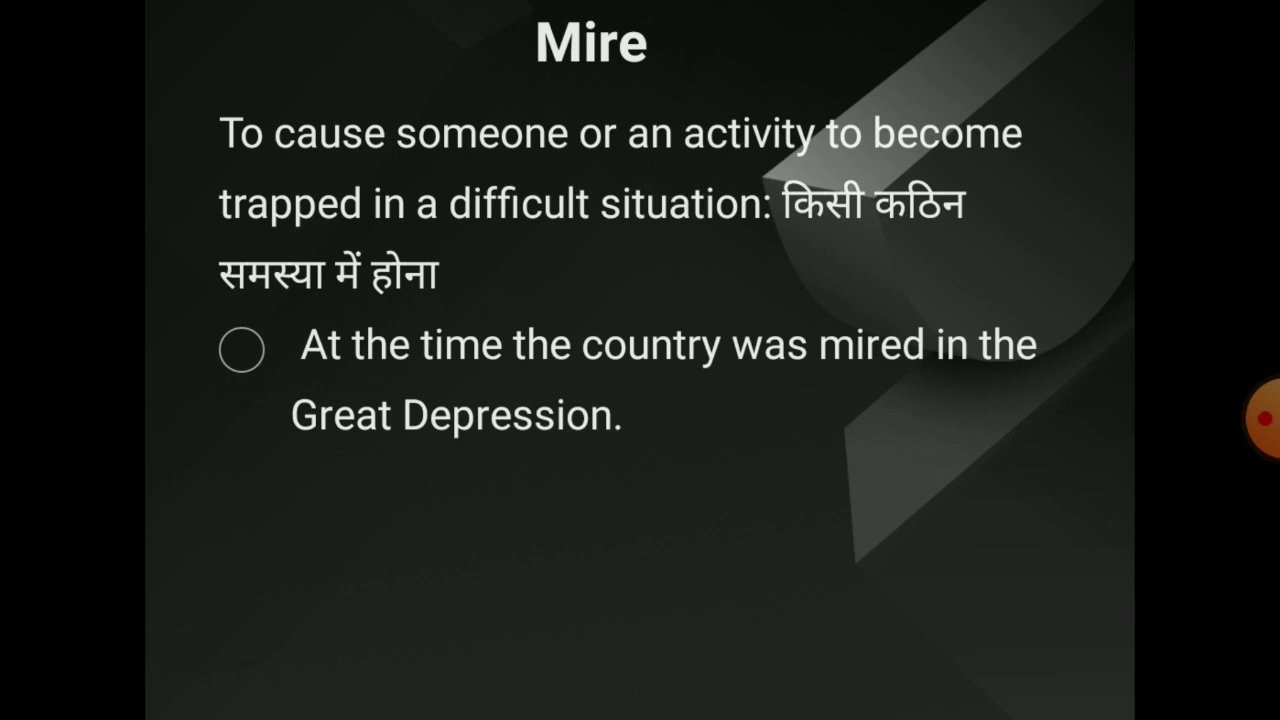 Mire
To cause someone or an activity to become
trapped in a difficult situation: किसी कठिन
समस्या में होना
At the time the country was mired in the
Great Depression.